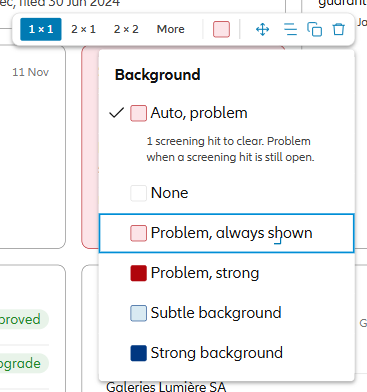 ec, filed 30 Jun 2024
guarant
1 × 1 2 × 1 2 × 2 More
11 Nov
Background
Auto, problem
1 screening hit to clear. Problem
when a screening hit is still open.
None
Problem, always shown
Problem, strong
Subtle background
Strong background
proved
pgrade
G
Galeries Lumière SA